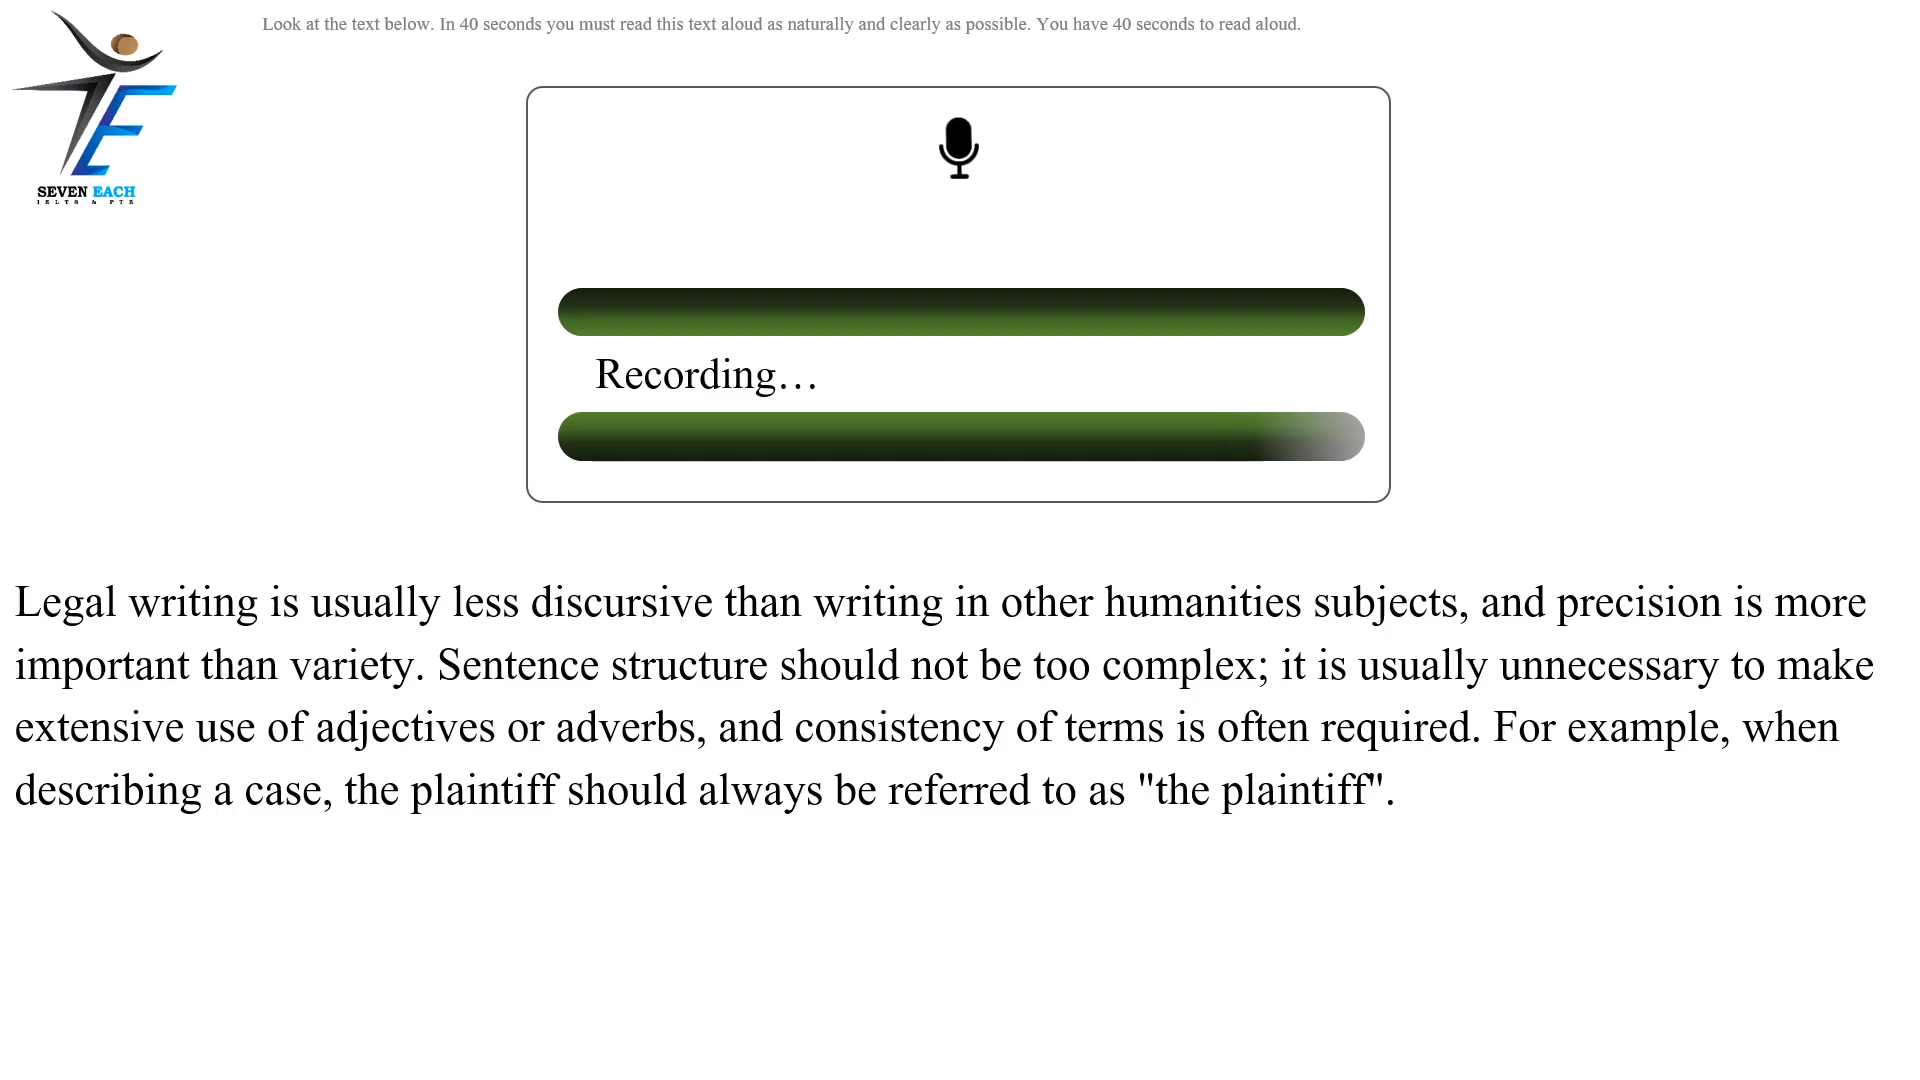 Look at the text below. In 40 seconds you must read this text aloud as naturally and clearly as possible. You have 40 seconds to read aloud.
SEVEN EACH
IELTS & PTE
Recording…
Legal writing is usually less discursive than writing in other humanities subjects, and precision is more
important than variety. Sentence structure should not be too complex; it is usually unnecessary to make
extensive use of adjectives or adverbs, and consistency of terms is often required. For example, when
describing a case, the plaintiff should always be referred to as "the plaintiff".